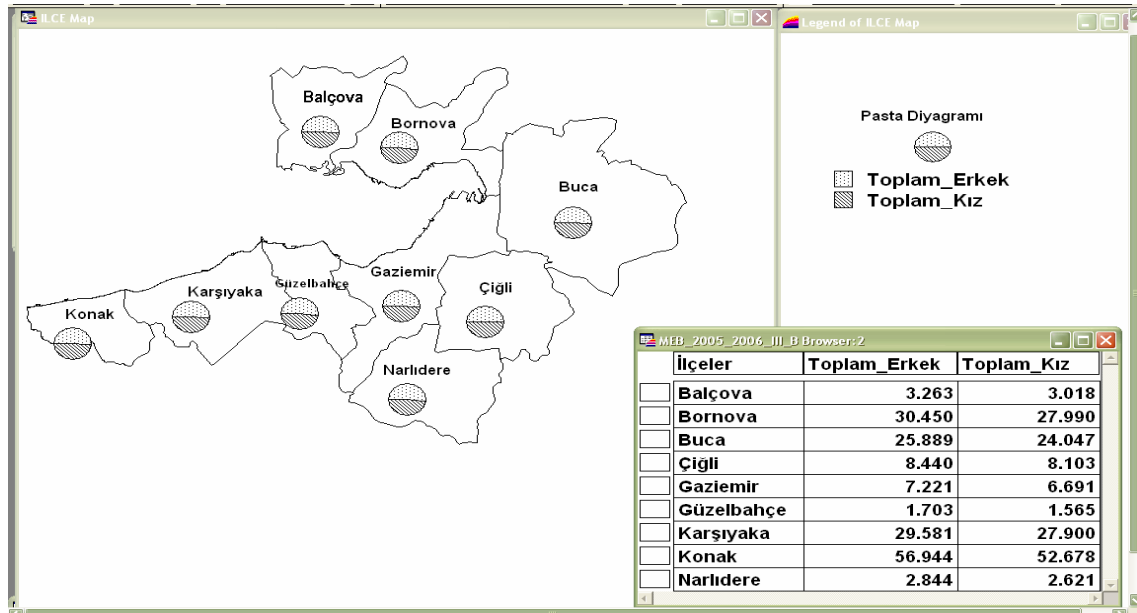 ILCE Map
Legend of ILCE Map
Balçova
Bornova
Buca
Gaziemir
Güzelbahçe
Çiğli
Karşıyaka
Konak
Narlıdere
Pasta Diyagramı
Toplam_Erkek
Toplam_Kız
MEB_2005_2006_III_B Browser:2
İlçeler Toplam_Erkek Toplam_Kız
Balçova 3.263 3.018
Bornova 30.450 27.990
Buca 25.889 24.047
Çiğli 8.440 8.103
Gaziemir 7.221 6.691
Güzelbahçe 1.703 1.565
Karşıyaka 29.581 27.900
Konak 56.944 52.678
Narlıdere 2.844 2.621